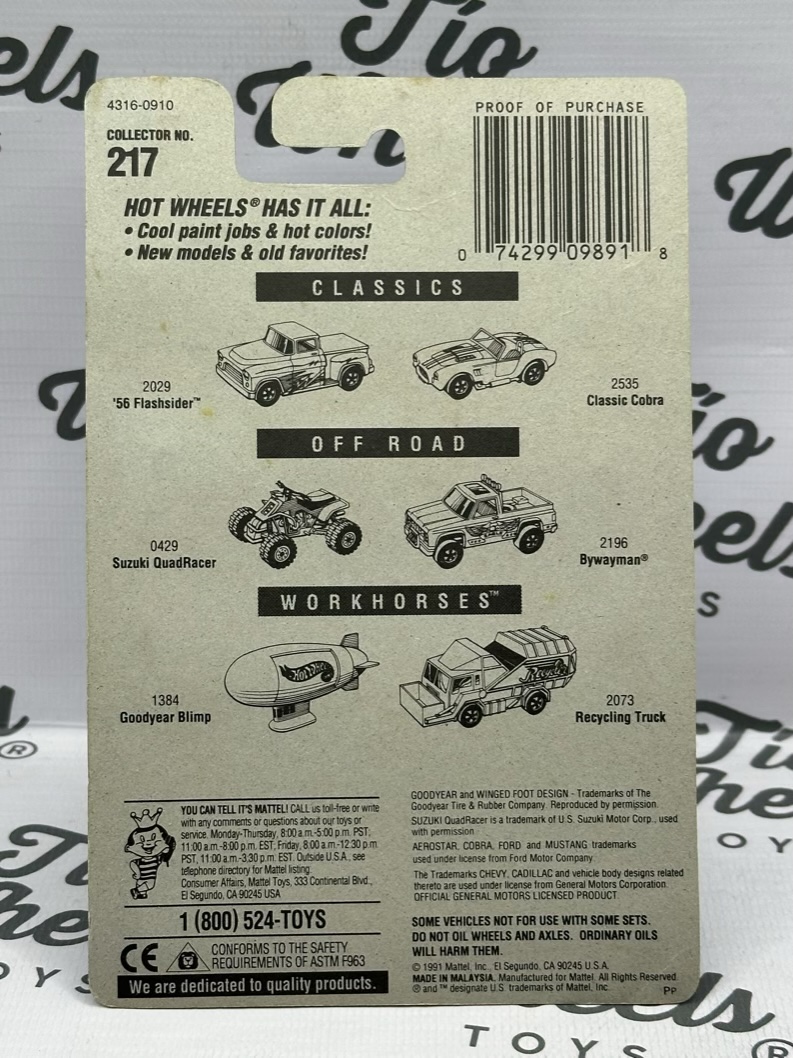 4316-0910
COLLECTOR NO.
217
PROOF OF PURCHASE
0 74299 09891 8
HOT WHEELS® HAS IT ALL:
• Cool paint jobs & hot colors!
• New models & old favorites!
CLASSICS
2029
'56 Flashsider™
2535
Classic Cobra
OFF ROAD
0429
Suzuki QuadRacer
2196
Bywayman®
WORKHORSES™
Hot Wheels
1384
Goodyear Blimp
2073
Recycling Truck
YOU CAN TELL IT'S MATTEL! CALL us toll-free or write
with any comments or questions about our toys or
service. Monday-Thursday, 8:00 a.m.-5:00 p.m. PST,
11:00 a.m.-8:00 p.m. EST; Friday, 8:00 a.m.-12:30 p.m.
PST, 11:00 a.m.-3:30 p.m. EST. Outside U.S.A., see
telephone directory for Mattel listing.
Consumer Affairs, Mattel Toys, 333 Continental Blvd.,
El Segundo, CA 90245 USA
1 (800) 524-TOYS
CE CONFORMS TO THE SAFETY
REQUIREMENTS OF ASTM F963
We are dedicated to quality products.
GOODYEAR and WINGED FOOT DESIGN - Trademarks of The
Goodyear Tire & Rubber Company. Reproduced by permission.
SUZUKI QuadRacer is a trademark of U.S. Suzuki Motor Corp., used
with permission
AEROSTAR, COBRA, FORD and MUSTANG trademarks
used under license from Ford Motor Company.
The Trademarks CHEVY, CADILLAC and vehicle body designs related
thereto are used under license from General Motors Corporation.
OFFICIAL GENERAL MOTORS LICENSED PRODUCT
SOME VEHICLES NOT FOR USE WITH SOME SETS.
DO NOT OIL WHEELS AND AXLES. ORDINARY OILS
WILL HARM THEM.
© 1991 Mattel, Inc., El Segundo, CA 90245 U.S.A.
MADE IN MALAYSIA. Manufactured for Mattel. All Rights Reserved.
® and ™ designate U.S. trademarks of Mattel, Inc.
PP
Tio
Wheels
TOYS